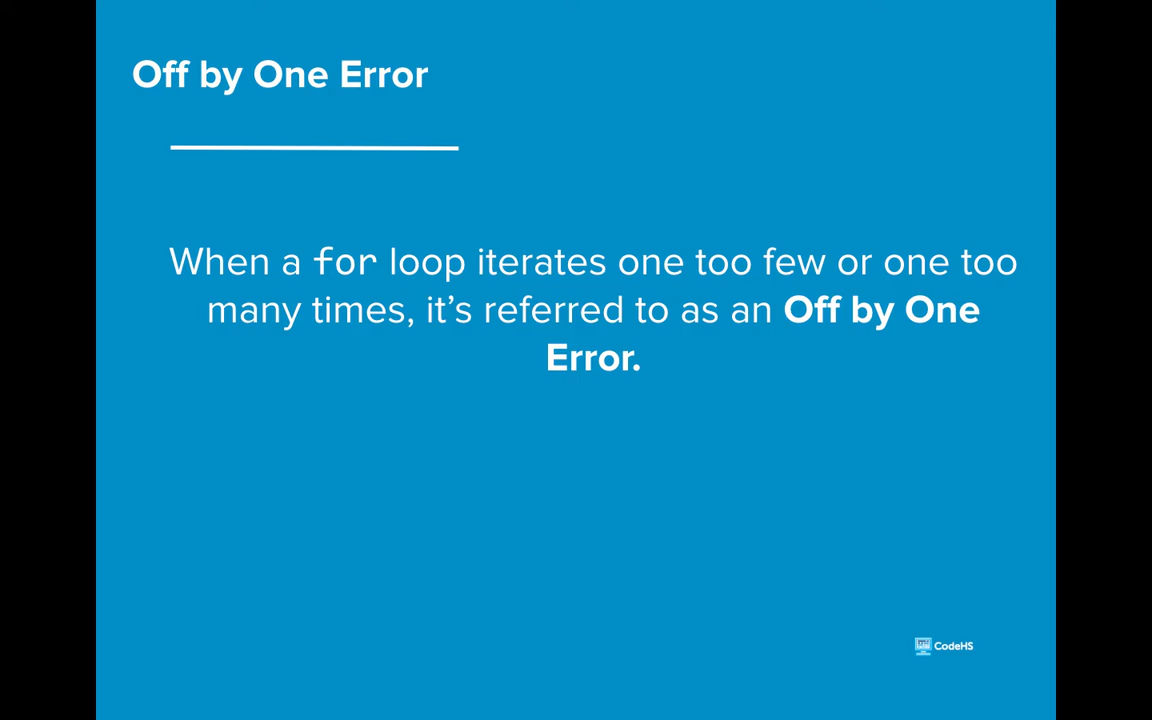 Off by One Error
When a for loop iterates one too few or one too
many times, it’s referred to as an Off by One
Error.
CodeHS